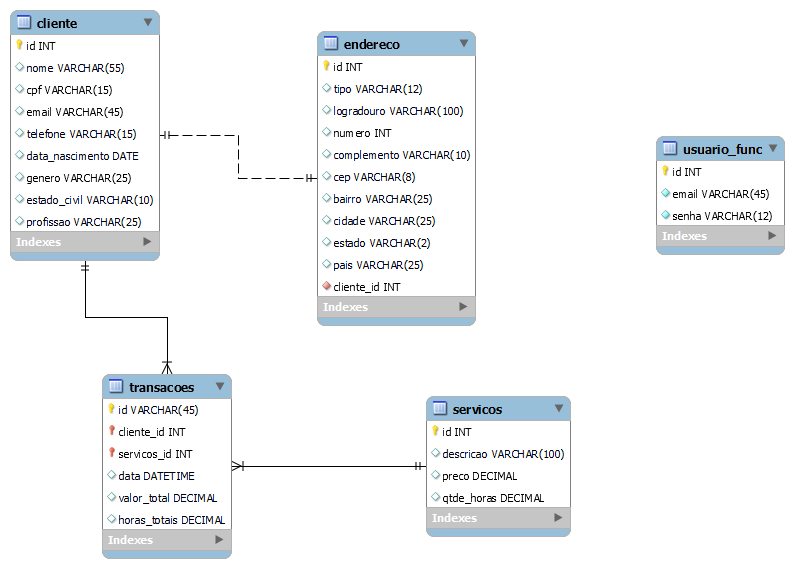 cliente
id INT
nome VARCHAR(55)
cpf VARCHAR(15)
email VARCHAR(45)
telefone VARCHAR(15)
data_nascimento DATE
genero VARCHAR(25)
estado_civil VARCHAR(10)
profissao VARCHAR(25)
Indexes
endereco
id INT
tipo VARCHAR(12)
logradouro VARCHAR(100)
numero INT
complemento VARCHAR(10)
cep VARCHAR(8)
bairro VARCHAR(25)
cidade VARCHAR(25)
estado VARCHAR(2)
pais VARCHAR(25)
cliente_id INT
Indexes
usuario_func
id INT
email VARCHAR(45)
senha VARCHAR(12)
Indexes
transacoes
id VARCHAR(45)
cliente_id INT
servicos_id INT
data DATETIME
valor_total DECIMAL
horas_totais DECIMAL
Indexes
servicos
id INT
descricao VARCHAR(100)
preco DECIMAL
qtde_horas DECIMAL
Indexes